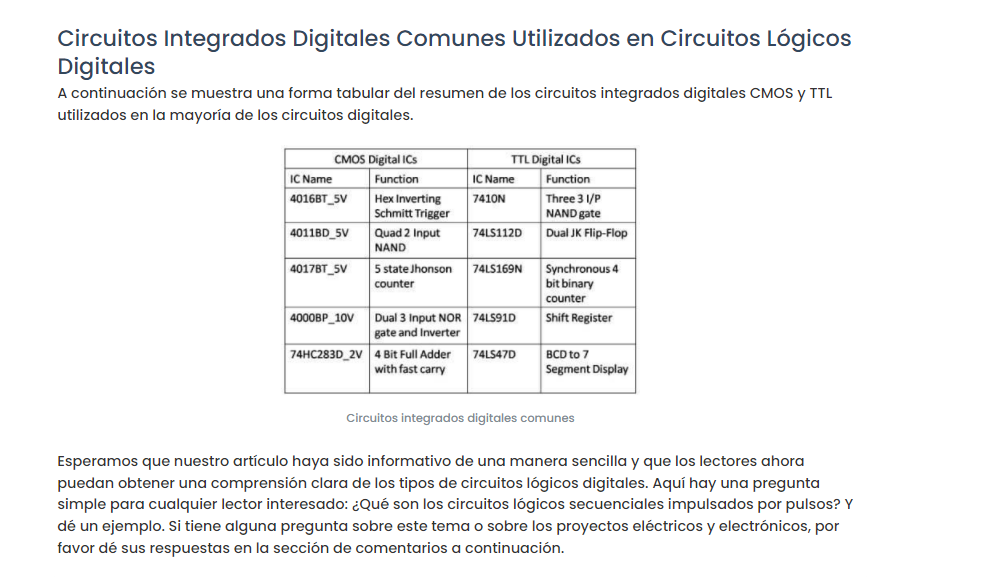 Circuitos Integrados Digitales Comunes Utilizados en Circuitos Lógicos
Digitales
A continuación se muestra una forma tabular del resumen de los circuitos integrados digitales CMOS y TTL
utilizados en la mayoría de los circuitos digitales.
CMOS Digital ICs TTL Digital ICs
IC Name Function IC Name Function
4016BT_5V Hex Inverting 7410N Three 3 I/P
Schmitt Trigger NAND gate
4011BD_5V Quad 2 Input 74LS112D Dual JK Flip-Flop
NAND
4017BT_5V 5 state Jhonson 74LS169N Synchronous 4
counter bit binary
counter
4000BP_10V Dual 3 Input NOR 74LS91D Shift Register
gate and Inverter
74HC283D_2V 4 Bit Full Adder 74LS47D BCD to 7
with fast carry Segment Display
Circuitos integrados digitales comunes
Esperamos que nuestro artículo haya sido informativo de una manera sencilla y que los lectores ahora
puedan obtener una comprensión clara de los tipos de circuitos lógicos digitales. Aquí hay una pregunta
simple para cualquier lector interesado: ¿Qué son los circuitos lógicos secuenciales impulsados por pulsos? Y
dé un ejemplo. Si tiene alguna pregunta sobre este tema o sobre los proyectos eléctricos y electrónicos, por
favor dé sus respuestas en la sección de comentarios a continuación.